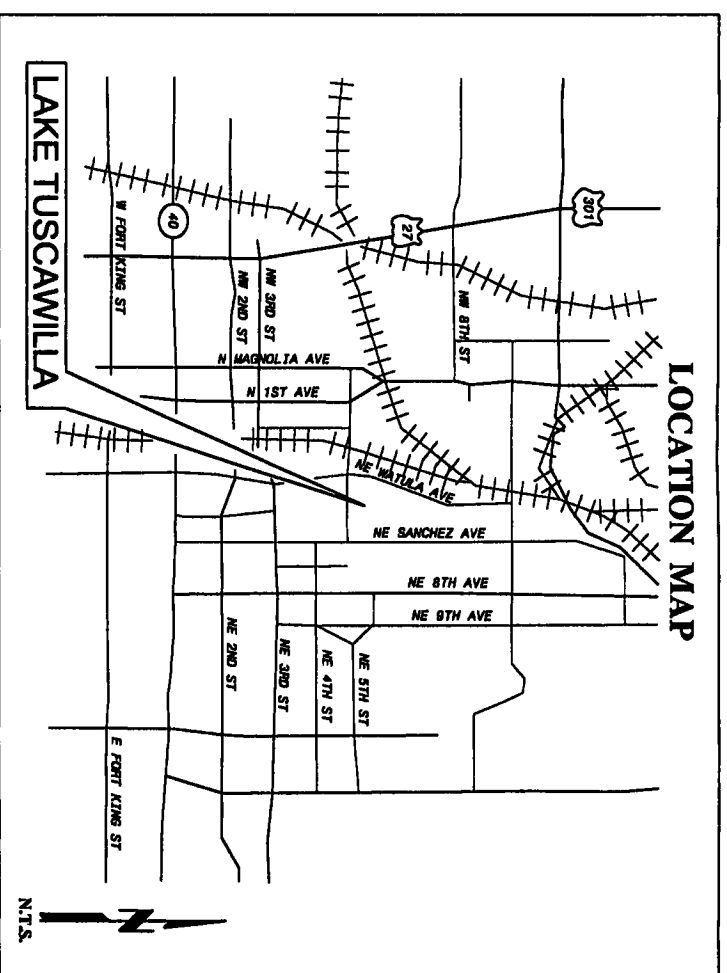 LOCATION MAP
301
27
40
NW 8TH ST
NW 3RD ST
NW 2ND ST
W FORT KING ST
N MAGNOLIA AVE
N 1ST AVE
NE WATULA AVE
NE SANCHEZ AVE
NE 8TH AVE
NE 9TH AVE
NE 5TH ST
NE 4TH ST
NE 3RD ST
NE 2ND ST
E FORT KING ST
LAKE TUSCAWILLA
N
N.T.S.